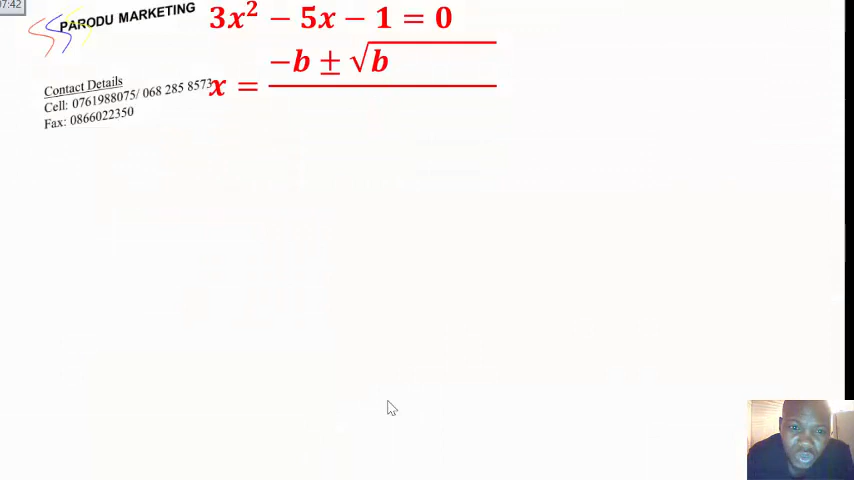 7:42
PARODU MARKETING
3x² − 5x − 1 = 0
−b ± √b
x =
Contact Details
Cell: 0761988075/ 068 285 8573
Fax: 0866022350